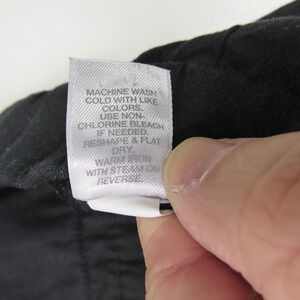 MACHINE WASH
COLD WITH LIKE
COLORS.
USE NON-
CHLORINE BLEACH
IF NEEDED.
RESHAPE & FLAT
DRY.
WARM IRON
WITH STEAM ON
REVERSE.